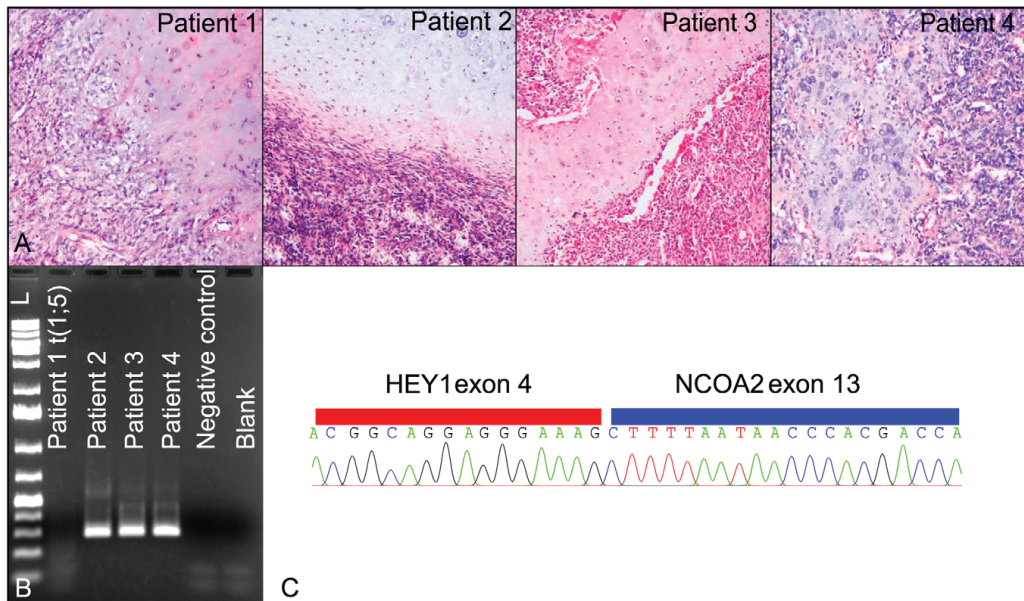 Patient 1
Patient 2
Patient 3
Patient 4
A
L
Patient 1 t(1;5)
Patient 2
Patient 3
Patient 4
Negative control
Blank
B
HEY1 exon 4
NCOA2 exon 13
A C G G C A G G A G G G A A A G C T T T T A A T A A C C C A C G A C C A
C